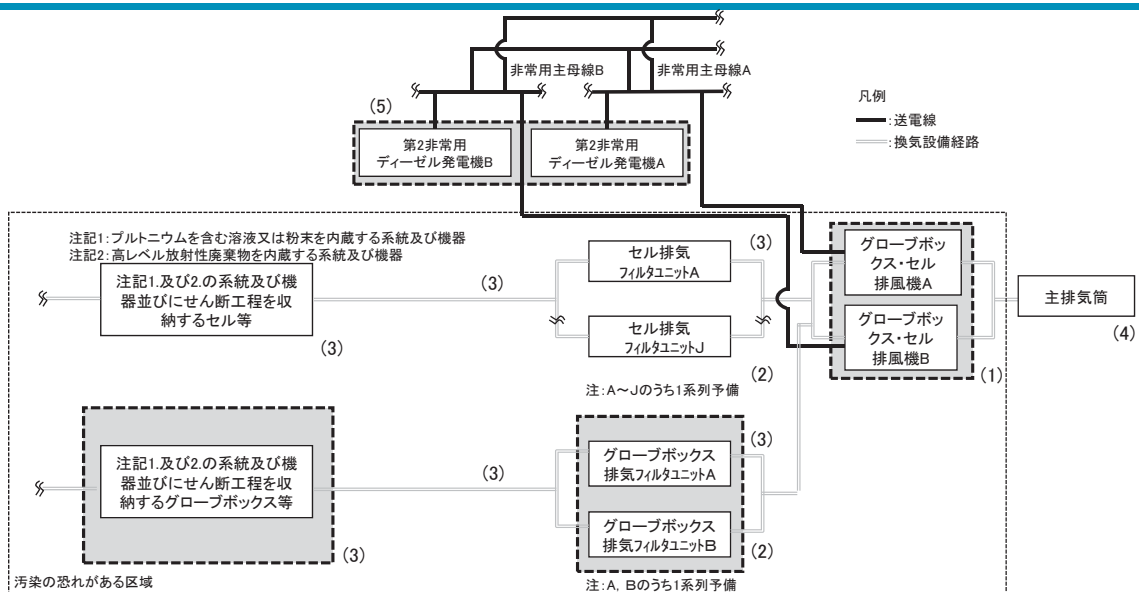 非常用主母線B
非常用主母線A
凡例
━:送電線
═:換気設備経路
(5)
第2非常用
ディーゼル発電機B
第2非常用
ディーゼル発電機A
注記1:プルトニウムを含む溶液又は粉末を内蔵する系統及び機器
注記2:高レベル放射性廃棄物を内蔵する系統及び機器
注記1.及び2.の系統及び機
器並びにせん断工程を収
納するセル等
(3)
(3)
セル排気
フィルタユニットA
(3)
セル排気
フィルタユニットJ
(2)
注:A~Jのうち1系列予備
グローブボッ
クス・セル
排風機A
グローブボッ
クス・セル
排風機B
(1)
主排気筒
(4)
注記1.及び2.の系統及び機
器並びにせん断工程を収
納するグローブボックス等
(3)
(3)
グローブボックス
排気フィルタユニットA
(3)
グローブボックス
排気フィルタユニットB
(2)
注:A, Bのうち1系列予備
汚染の恐れがある区域